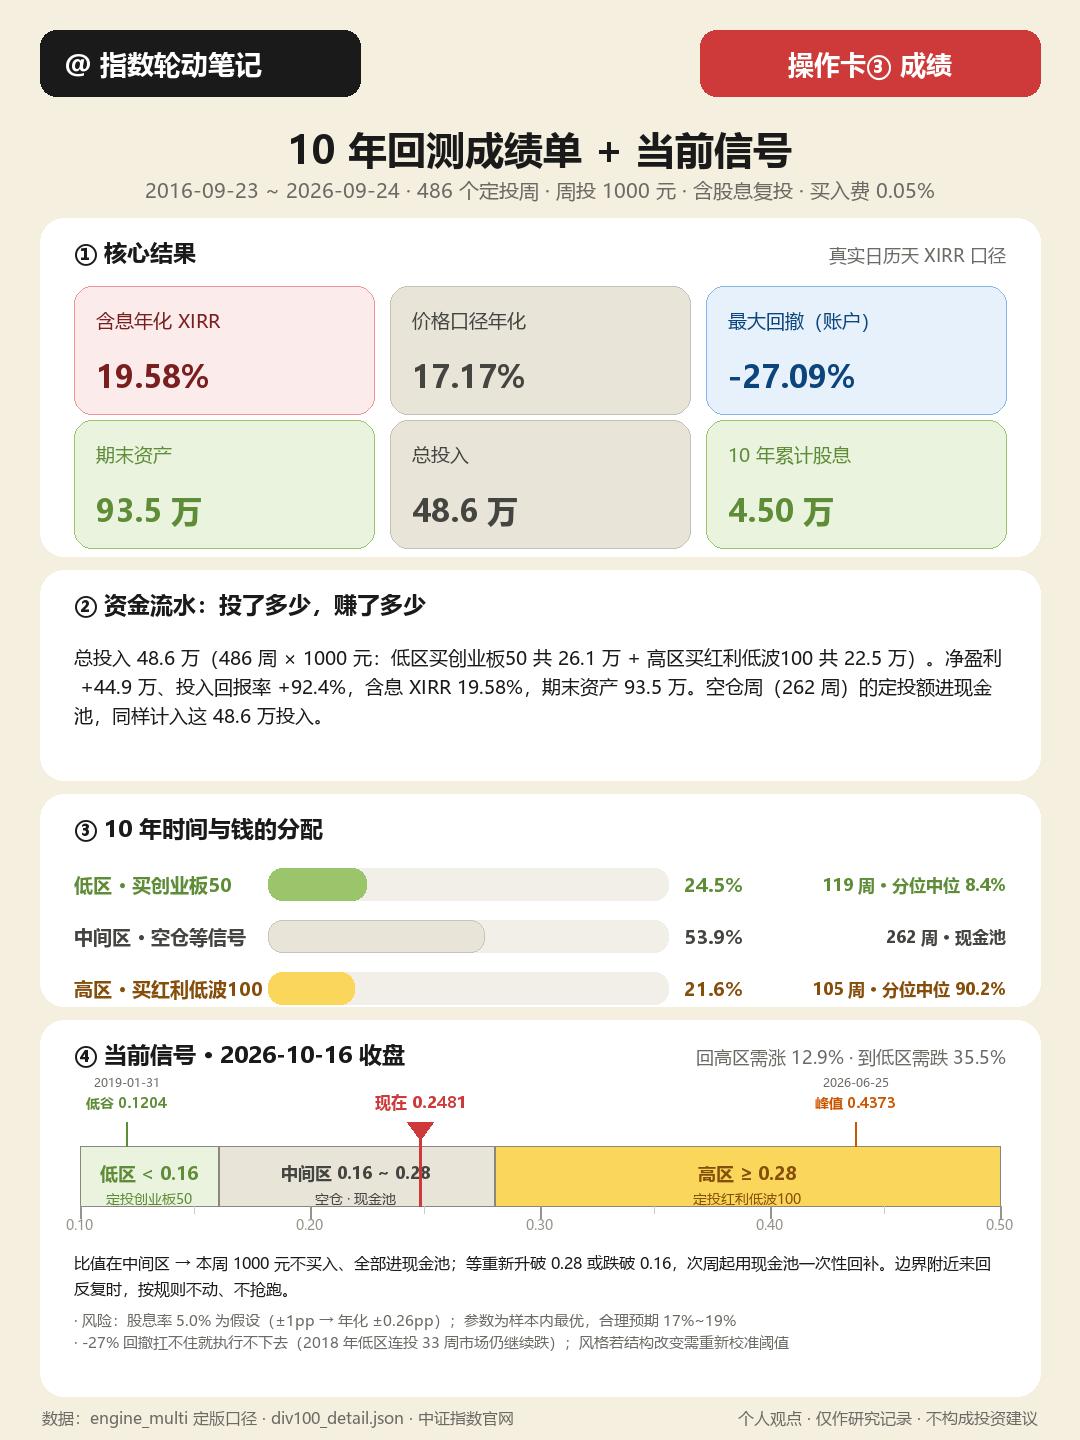 @ 指数轮动笔记
操作卡③ 成绩
10 年回测成绩单 + 当前信号
2016-09-23 ~ 2026-09-24 · 486 个定投周 · 周投 1000 元 · 含股息复投 · 买入费 0.05%
① 核心结果
真实日历天 XIRR 口径
含息年化 XIRR
19.58%
价格口径年化
17.17%
最大回撤（账户）
-27.09%
期末资产
93.5 万
总投入
48.6 万
10 年累计股息
4.50 万
② 资金流水：投了多少，赚了多少
总投入 48.6 万（486 周 × 1000 元：低区买创业板50 共 26.1 万 + 高区买红利低波100 共 22.5 万）。净盈利
+44.9 万、投入回报率 +92.4%，含息 XIRR 19.58%，期末资产 93.5 万。空仓周（262 周）的定投额进现金
池，同样计入这 48.6 万投入。
③ 10 年时间与钱的分配
低区 • 买创业板50
24.5%
119 周 • 分位中位 8.4%
中间区 • 空仓等信号
53.9%
262 周 • 现金池
高区 • 买红利低波100
21.6%
105 周 • 分位中位 90.2%
④ 当前信号 • 2026-10-16 收盘
回高区需涨 12.9% · 到低区需跌 35.5%
2019-01-31
低谷 0.1204
现在 0.2481
2026-06-25
峰值 0.4373
低区 < 0.16
定投创业板50
中间区 0.16 ~ 0.28
空仓 · 现金池
高区 ≥ 0.28
定投红利低波100
0.10
0.20
0.30
0.40
0.50
比值在中间区 → 本周 1000 元不买入、全部进现金池；等重新升破 0.28 或跌破 0.16，次周起用现金池一次性回补。边界附近来回
反复时，按规则不动、不抢跑。
· 风险：股息率 5.0% 为假设（±1pp → 年化 ±0.26pp）；参数为样本内最优，合理预期 17%~19%
· -27% 回撤扛不住就执行不下去（2018 年低区连投 33 周市场仍继续跌）；风格若结构改变需重新校准阈值
数据：engine_multi 定版口径 · div100_detail.json · 中证指数官网
个人观点 · 仅作研究记录 · 不构成投资建议